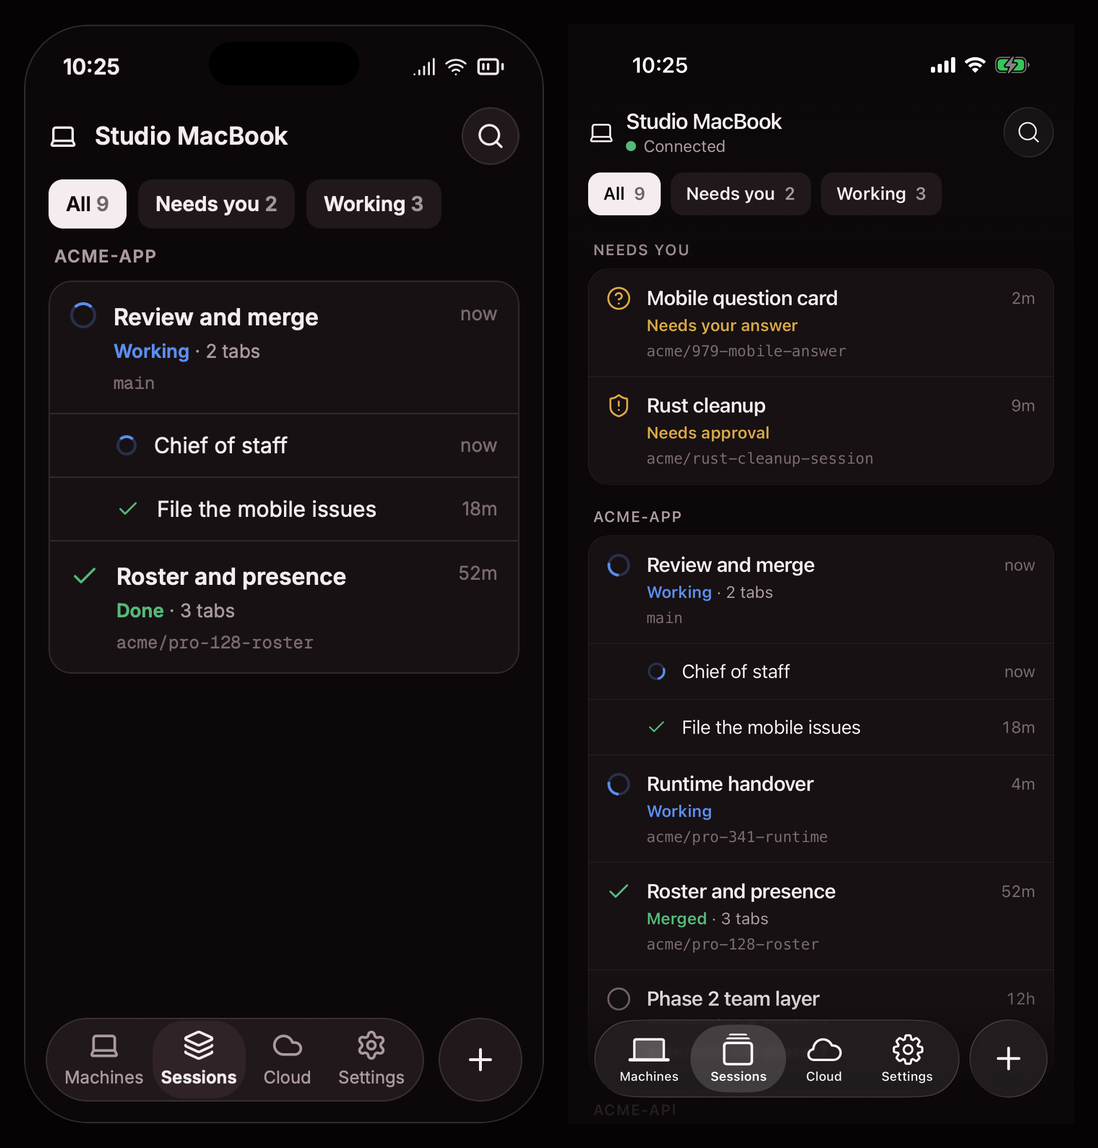 10:25
Studio MacBook
All 9
Needs you 2
Working 3
ACME-APP
Review and merge
now
Working · 2 tabs
main
Chief of staff
now
File the mobile issues
18m
Roster and presence
52m
Done · 3 tabs
acme/pro-128-roster
Machines
Sessions
Cloud
Settings
10:25
Studio MacBook
Connected
All 9
Needs you 2
Working 3
NEEDS YOU
Mobile question card
2m
Needs your answer
acme/979-mobile-answer
Rust cleanup
9m
Needs approval
acme/rust-cleanup-session
ACME-APP
Review and merge
now
Working · 2 tabs
main
Chief of staff
now
File the mobile issues
18m
Runtime handover
4m
Working
acme/pro-341-runtime
Roster and presence
52m
Merged · 3 tabs
acme/pro-128-roster
Phase 2 team layer
12h
Machines
Sessions
Cloud
Settings
ACME-API